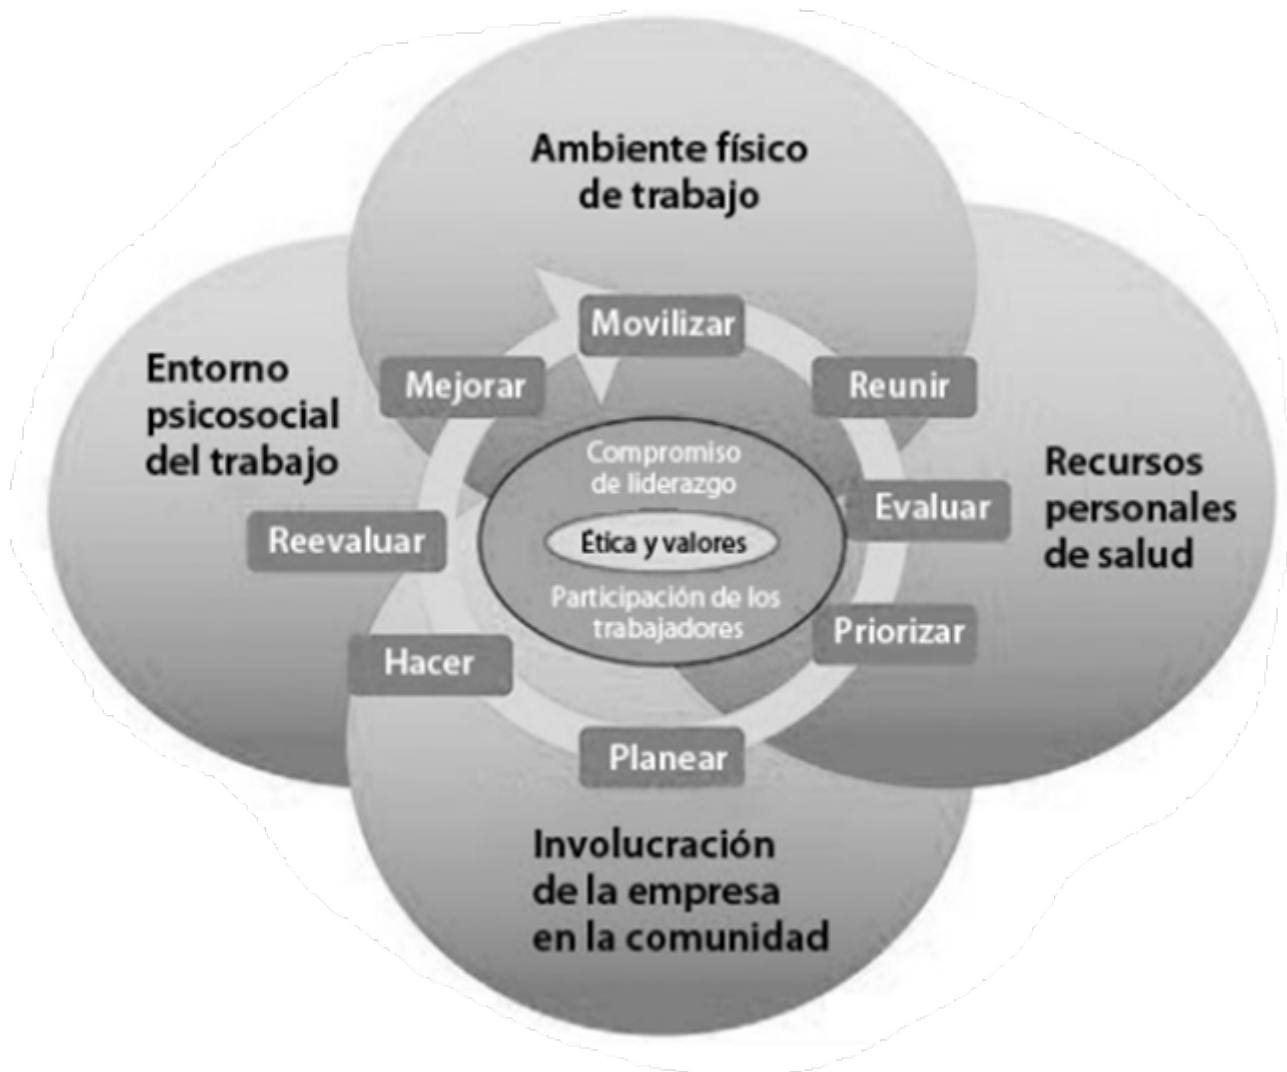 Ambiente físico
de trabajo
Movilizar
Reunir
Mejorar
Entorno
psicosocial
del trabajo
Compromiso
de liderazgo
Ética y valores
Participación de los
trabajadores
Evaluar
Recursos
personales
de salud
Reevaluar
Priorizar
Hacer
Planear
Involucración
de la empresa
en la comunidad